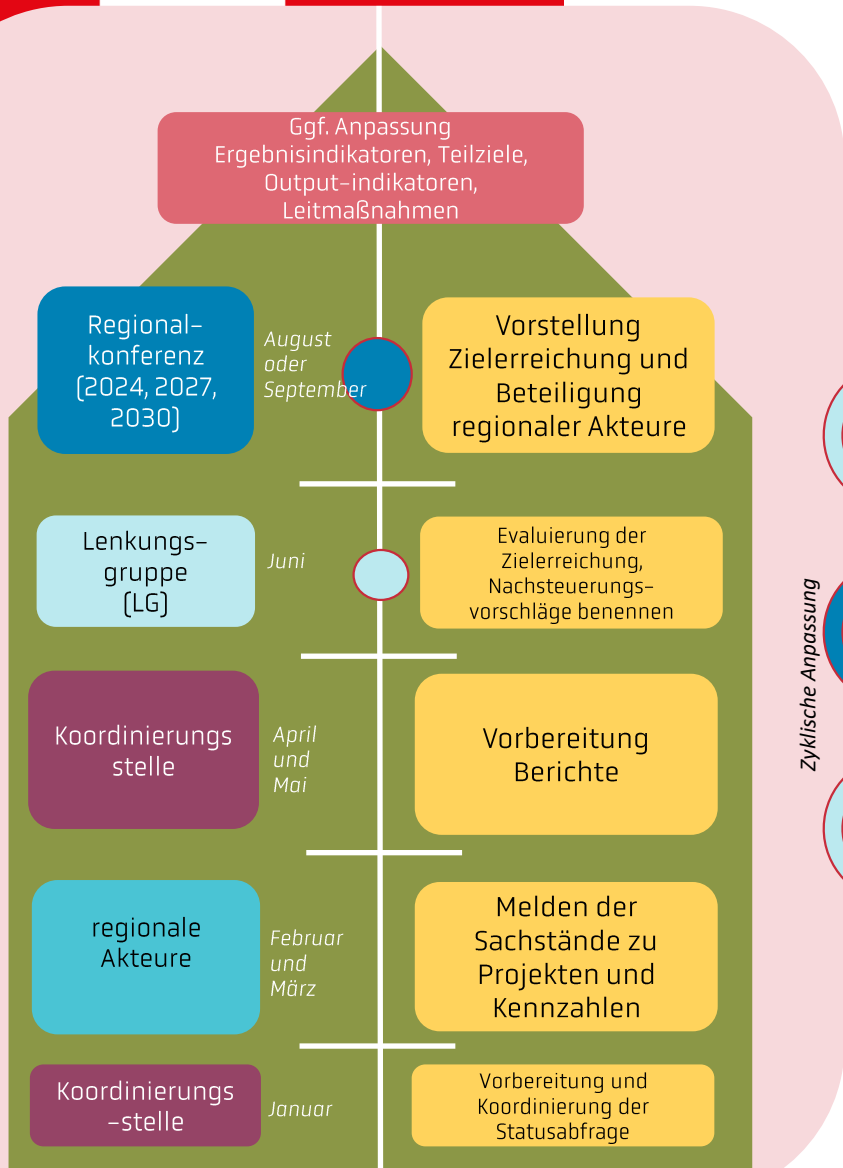 Ggf. Anpassung
Ergebnisindikatoren, Teilziele,
Output-indikatoren,
Leitmaßnahmen
Regional-
konferenz
(2024, 2027,
2030)
August
oder
September
Vorstellung
Zielerreichung und
Beteiligung
regionaler Akteure
Lenkungs-
gruppe
(LG)
Juni
Evaluierung der
Zielerreichung,
Nachsteuerungs-
vorschläge benennen
Koordinierungs
stelle
April
und
Mai
Vorbereitung
Berichte
regionale
Akteure
Februar
und
März
Melden der
Sachstände zu
Projekten und
Kennzahlen
Koordinierungs
-stelle
Januar
Vorbereitung und
Koordinierung der
Statusabfrage
Zyklische Anpassung